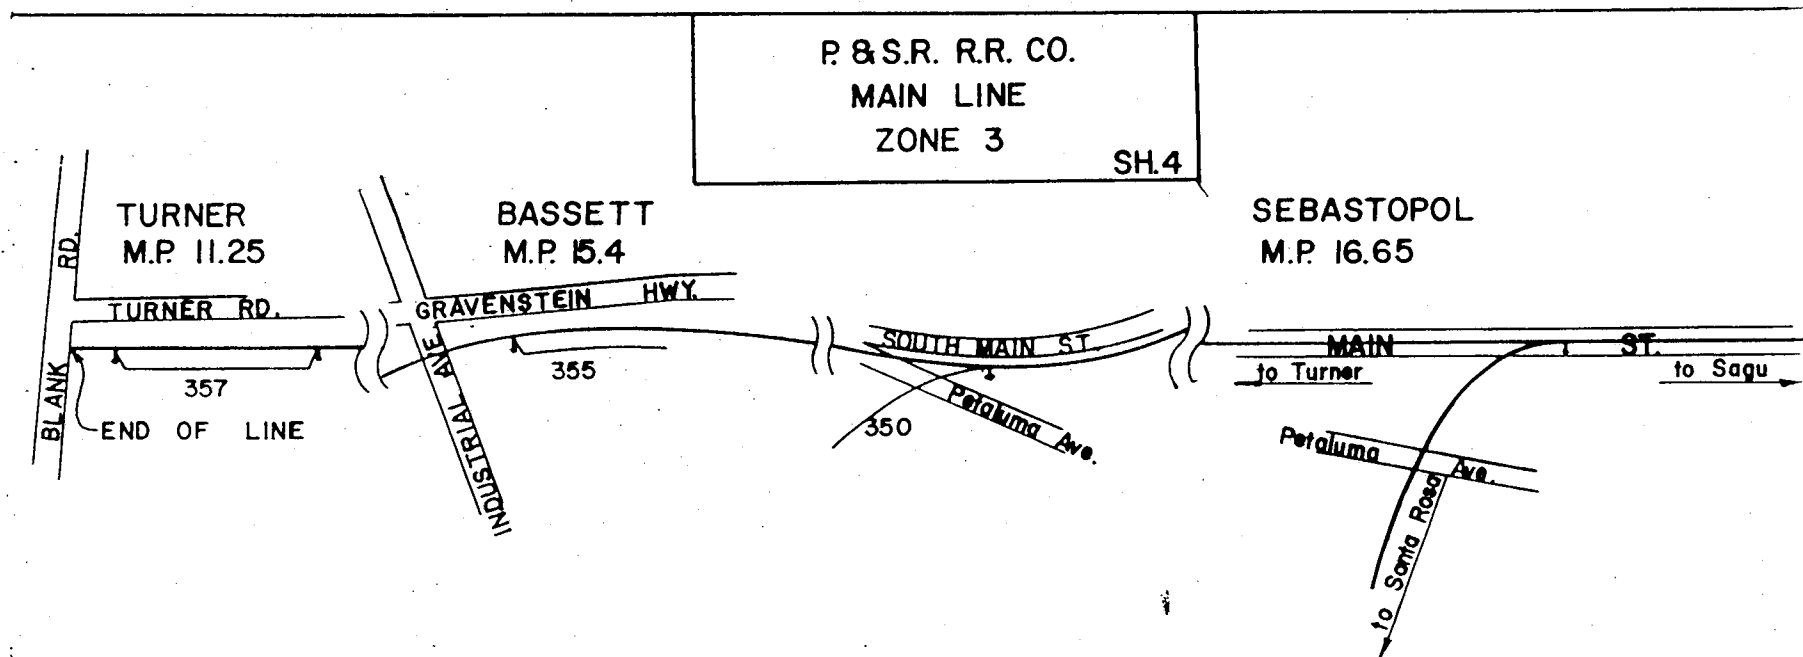 P. & S.R. R.R. CO.
MAIN LINE
ZONE 3
SH.4
TURNER
M.P. 11.25
BASSETT
M.P. 15.4
SEBASTOPOL
M.P. 16.65
BLANK RD.
TURNER RD.
GRAVENSTEIN HWY.
INDUSTRIAL AVE
SOUTH MAIN ST.
MAIN ST.
to Turner
to Sagu
357
355
350
END OF LINE
Petaluma Ave.
Petaluma Ave.
to Santa Rosa